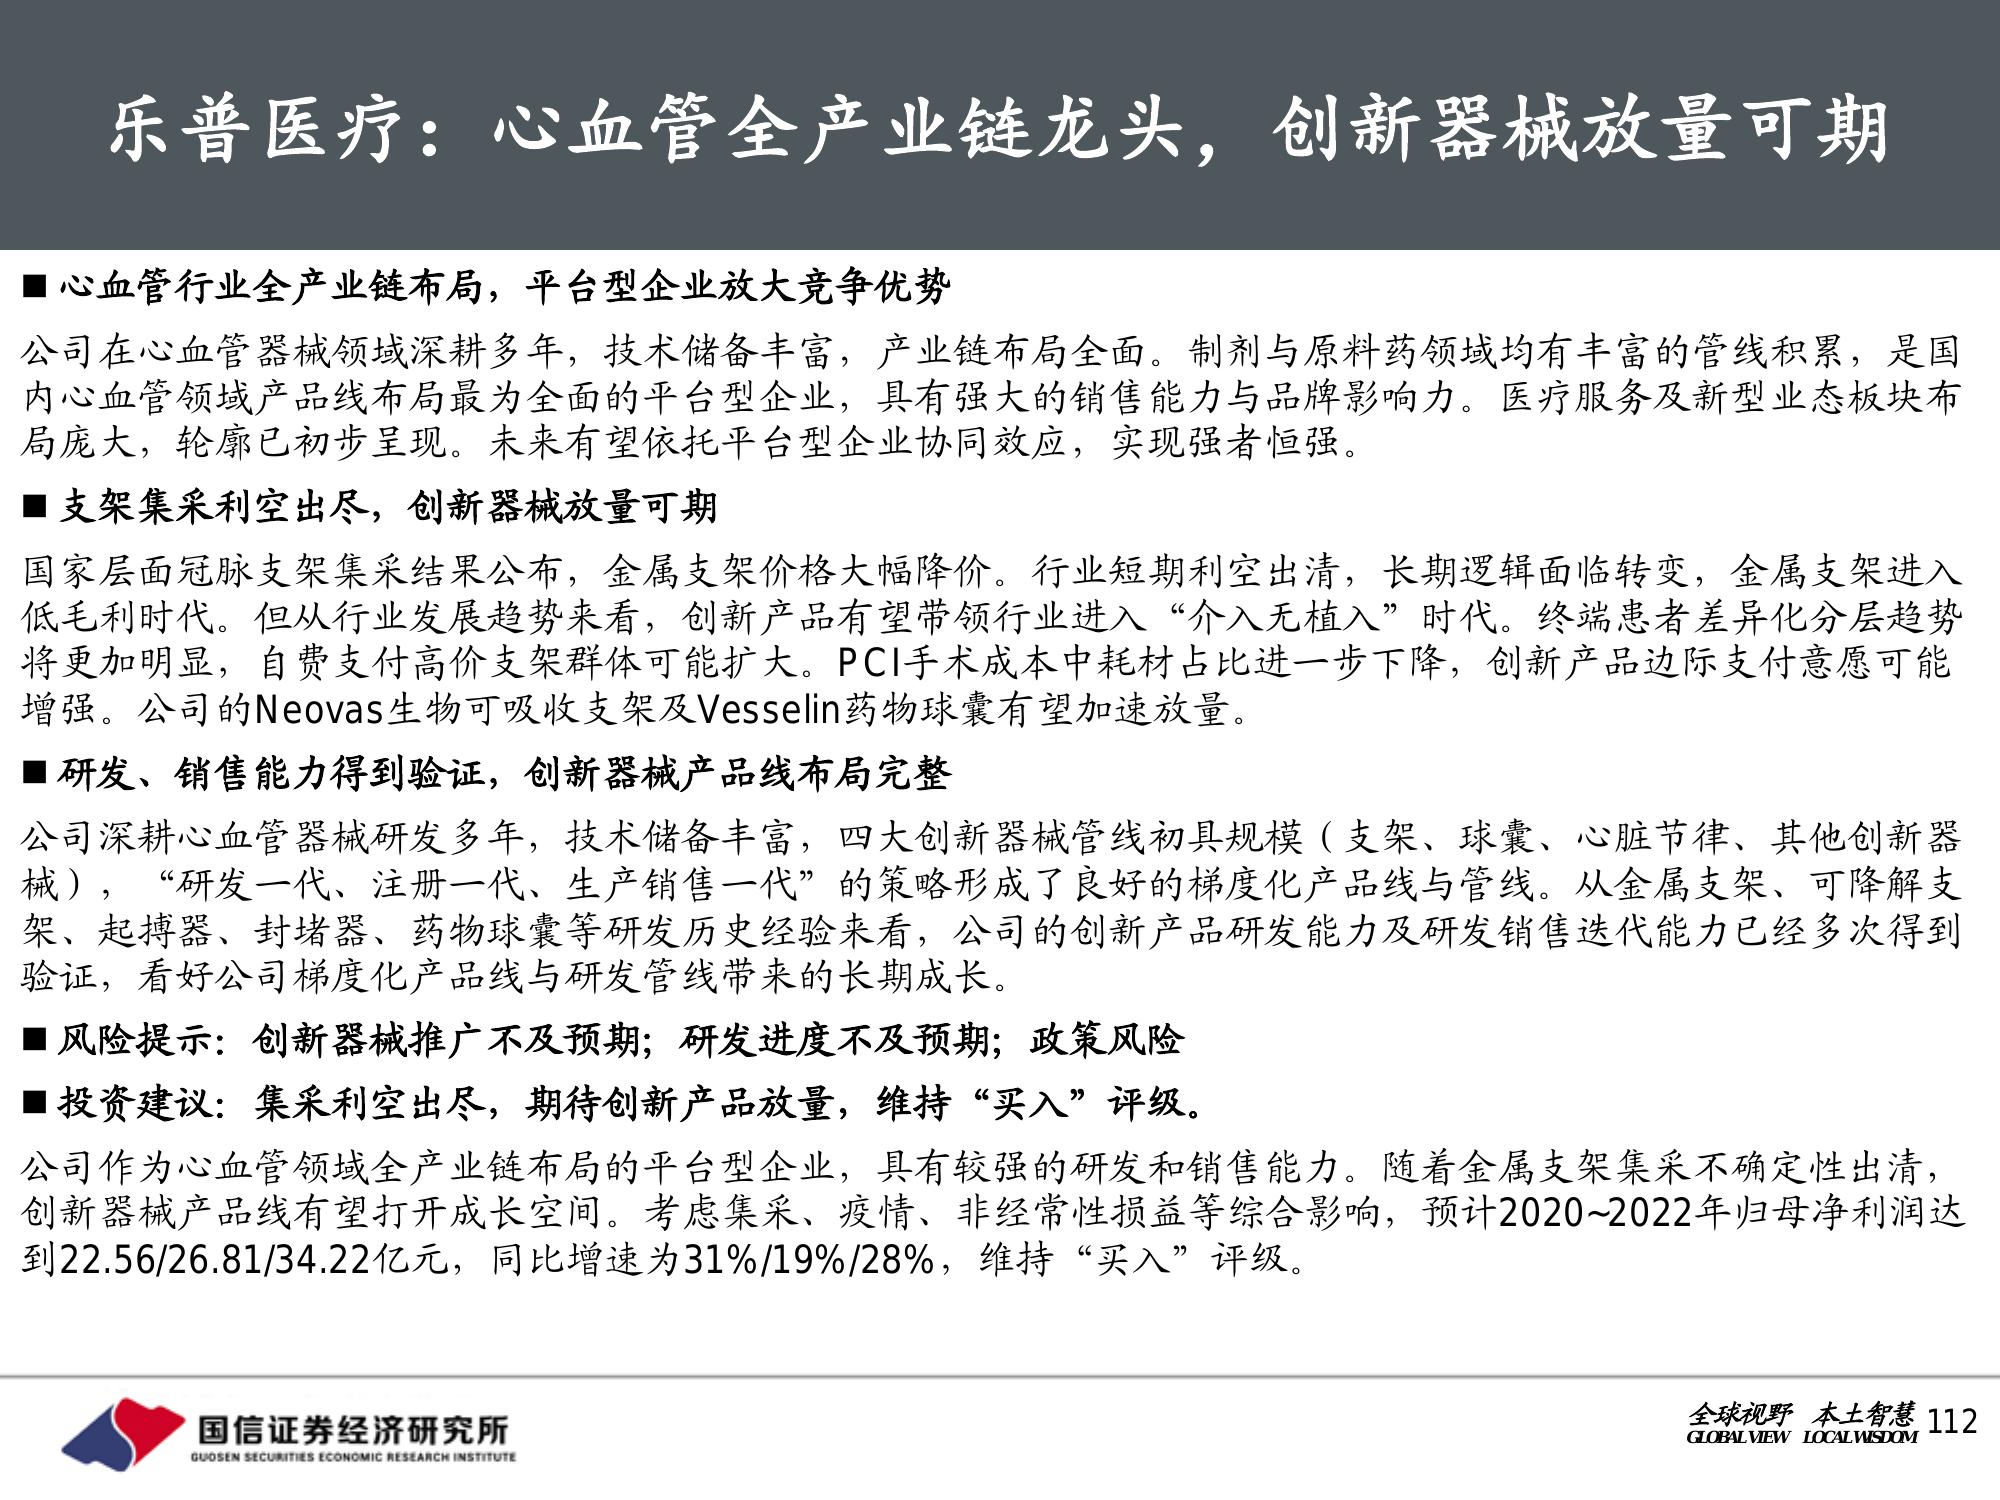 乐普医疗：心血管全产业链龙头，创新器械放量可期
■ 心血管行业全产业链布局，平台型企业放大竞争优势
公司在心血管器械领域深耕多年，技术储备丰富，产业链布局全面。制剂与原料药领域均有丰富的管线积累，是国
内心血管领域产品线布局最为全面的平台型企业，具有强大的销售能力与品牌影响力。医疗服务及新型业态板块布
局庞大，轮廓已初步呈现。未来有望依托平台型企业协同效应，实现强者恒强。
■ 支架集采利空出尽，创新器械放量可期
国家层面冠脉支架集采结果公布，金属支架价格大幅降价。行业短期利空出清，长期逻辑面临转变，金属支架进入
低毛利时代。但从行业发展趋势来看，创新产品有望带领行业进入“介入无植入”时代。终端患者差异化分层趋势
将更加明显，自费支付高价支架群体可能扩大。PCI手术成本中耗材占比进一步下降，创新产品边际支付意愿可能
增强。公司的Neovas生物可吸收支架及Vesselin药物球囊有望加速放量。
■ 研发、销售能力得到验证，创新器械产品线布局完整
公司深耕心血管器械研发多年，技术储备丰富，四大创新器械管线初具规模（支架、球囊、心脏节律、其他创新器
械），“研发一代、注册一代、生产销售一代”的策略形成了良好的梯度化产品线与管线。从金属支架、可降解支
架、起搏器、封堵器、药物球囊等研发历史经验来看，公司的创新产品研发能力及研发销售迭代能力已经多次得到
验证，看好公司梯度化产品线与研发管线带来的长期成长。
■ 风险提示：创新器械推广不及预期；研发进度不及预期；政策风险
■ 投资建议：集采利空出尽，期待创新产品放量，维持“买入”评级。
公司作为心血管领域全产业链布局的平台型企业，具有较强的研发和销售能力。随着金属支架集采不确定性出清，
创新器械产品线有望打开成长空间。考虑集采、疫情、非经常性损益等综合影响，预计2020~2022年归母净利润达
到22.56/26.81/34.22亿元，同比增速为31%/19%/28%，维持“买入”评级。
国信证券经济研究所
GUOSEN SECURITIES ECONOMIC RESEARCH INSTITUTE
全球视野 本土智慧
GLOBAL VIEW LOCAL WISDOM
112